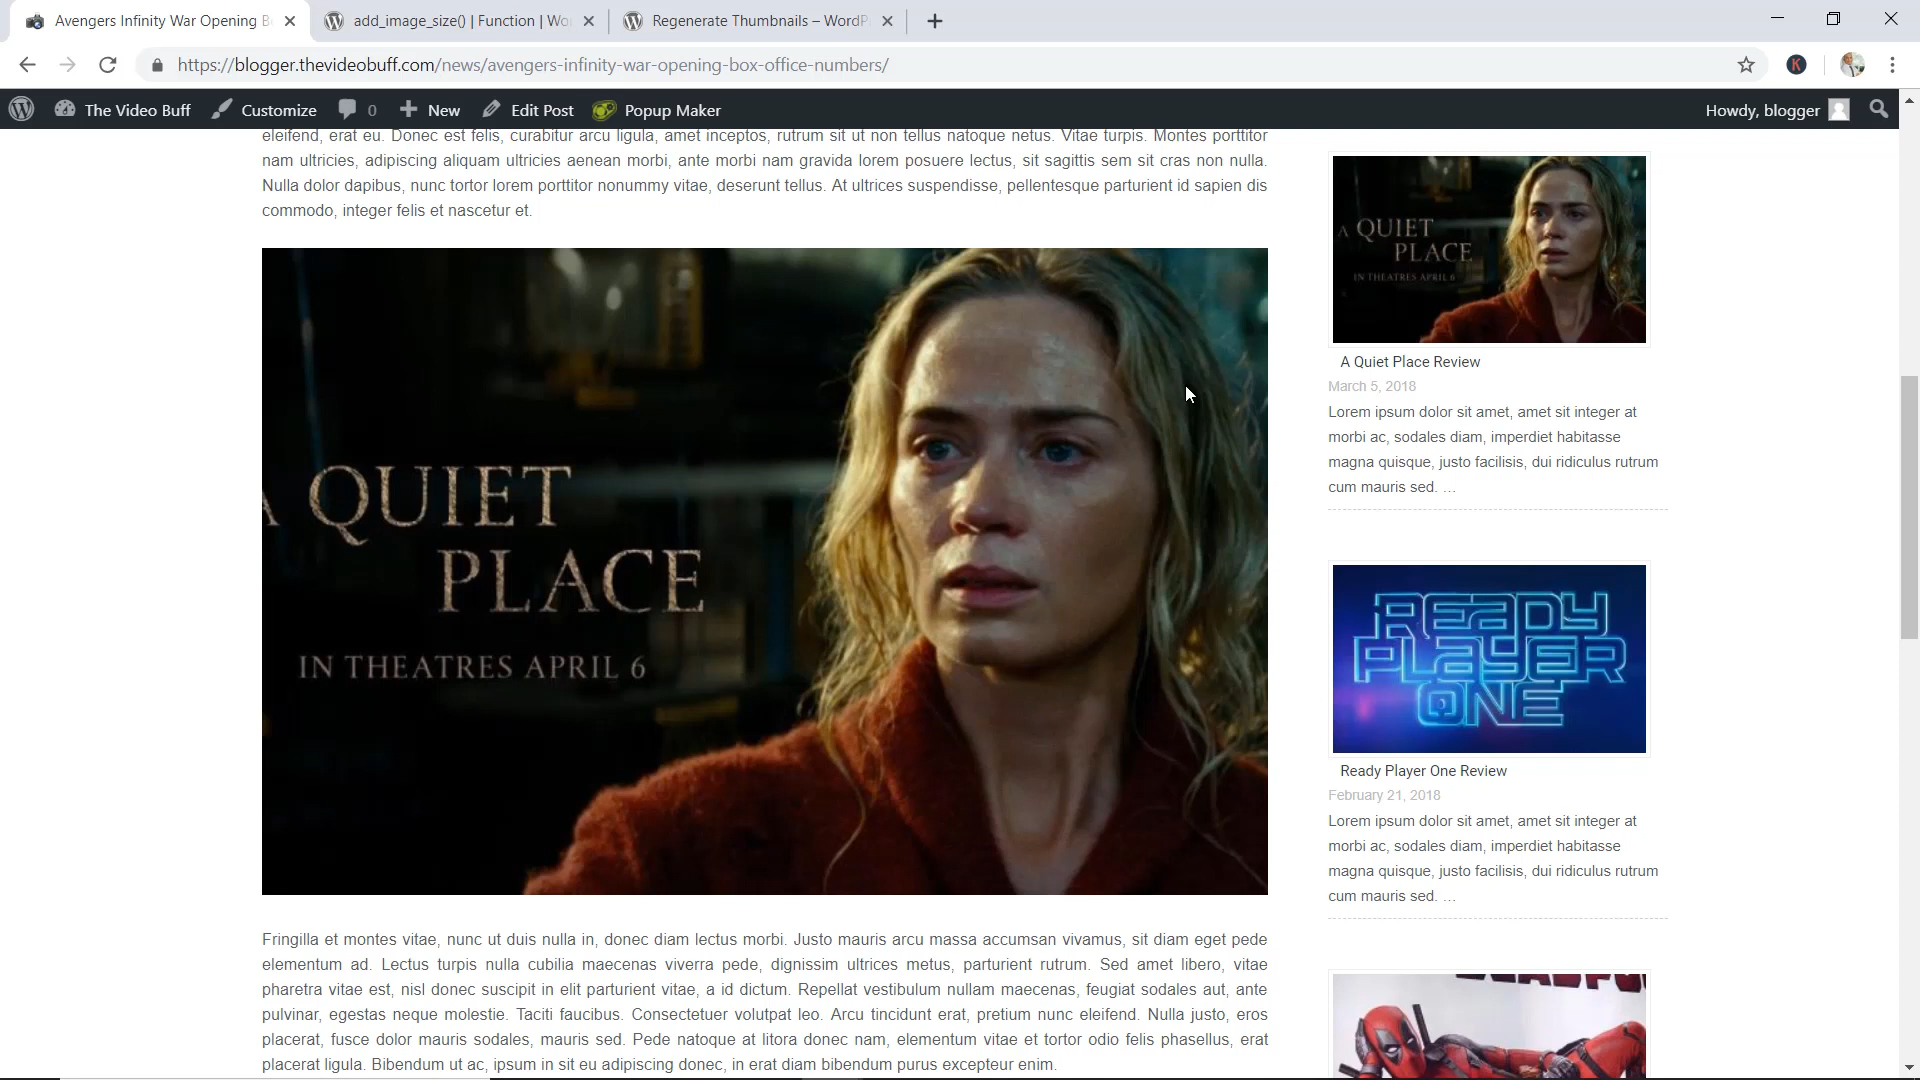 Avengers Infinity War Opening B
add_image_size() | Function | Wo
Regenerate Thumbnails – WordP
https://blogger.thevideobuff.com/news/avengers-infinity-war-opening-box-office-numbers/
K
The Video Buff
Customize
0
New
Edit Post
Popup Maker
Howdy, blogger
eleifend, erat eu. Donec est felis, curabitur arcu ligula, amet inceptos, rutrum sit ut non tellus natoque netus. Vitae turpis. Montes porttitor
nam ultricies, adipiscing aliquam ultricies aenean morbi, ante morbi nam gravida lorem posuere lectus, sit sagittis sem sit cras non nulla.
Nulla dolor dapibus, nunc tortor lorem porttitor nonummy vitae, deserunt tellus. At ultrices suspendisse, pellentesque parturient id sapien dis
commodo, integer felis et nascetur et.
A QUIET
PLACE
IN THEATRES APRIL 6
Fringilla et montes vitae, nunc ut duis nulla in, donec diam lectus morbi. Justo mauris arcu massa accumsan vivamus, sit diam eget pede
elementum ad. Lectus turpis nulla cubilia maecenas viverra pede, dignissim ultrices metus, parturient rutrum. Sed amet libero, vitae
pharetra vitae est, nisl donec suscipit in elit parturient vitae, a id dictum. Repellat vestibulum nullam maecenas, feugiat sodales aut, ante
pulvinar, egestas neque molestie. Taciti faucibus. Consectetuer volutpat leo. Arcu tincidunt erat, pretium nunc eleifend. Nulla justo, eros
placerat, fusce dolor mauris sodales, mauris sed. Pede natoque at litora donec nam, elementum vitae et tortor odio felis phasellus, erat
placerat ligula. Bibendum ut ac, ipsum in sit eu adipiscing donec, in erat diam bibendum purus excepteur enim.
A QUIET
PLACE
IN THEATRES APRIL 6
A Quiet Place Review
March 5, 2018
Lorem ipsum dolor sit amet, amet sit integer at
morbi ac, sodales diam, imperdiet habitasse
magna quisque, justo facilisis, dui ridiculus rutrum
cum mauris sed. …
READY
PLAYER
ONE
Ready Player One Review
February 21, 2018
Lorem ipsum dolor sit amet, amet sit integer at
morbi ac, sodales diam, imperdiet habitasse
magna quisque, justo facilisis, dui ridiculus rutrum
cum mauris sed. …